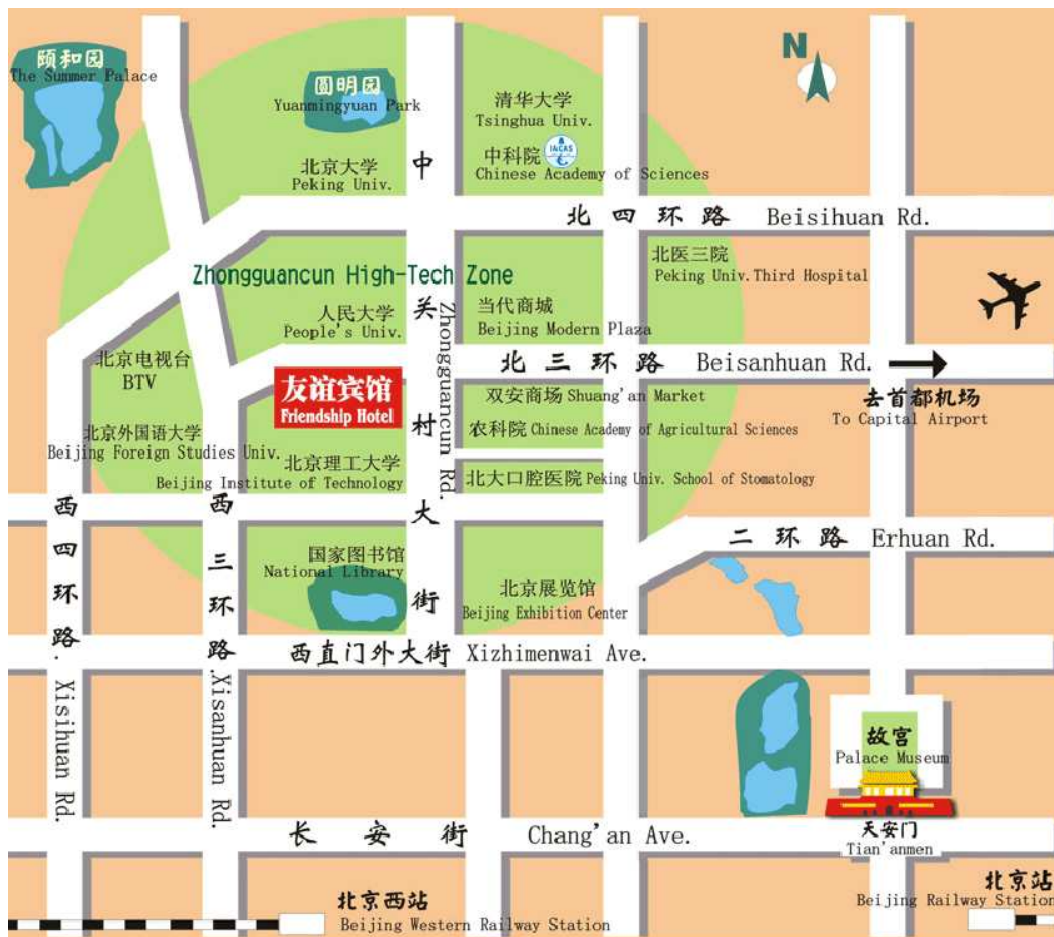 颐和园
The Summer Palace
圆明园
Yuanmingyuan Park
清华大学
Tsinghua Univ.
中科院
IACAS
Chinese Academy of Sciences
N
北京大学
Peking Univ.
北四环路 Beisihuan Rd.
Zhongguancun High-Tech Zone
北医三院
Peking Univ.Third Hospital
人民大学
People's Univ.
当代商城
Beijing Modern Plaza
中关村大街
Zhongguancun Rd.
北三环路 Beisanhuan Rd.
北京电视台
BTV
友谊宾馆
Friendship Hotel
双安商场 Shuang'an Market
去首都机场
To Capital Airport
农科院 Chinese Academy of Agricultural Sciences
北京外国语大学
Beijing Foreign Studies Univ.
北京理工大学
Beijing Institute of Technology
北大口腔医院 Peking Univ. School of Stomatology
西四环路. Xisihuan Rd.
西三环路. Xisanhuan Rd.
二环路 Erhuan Rd.
国家图书馆
National Library
北京展览馆
Beijing Exhibition Center
西直门外大街 Xizhimenwai Ave.
故宫
Palace Museum
天安门
Tian'anmen
长安街 Chang'an Ave.
北京西站
Beijing Western Railway Station
北京站
Beijing Railway Station